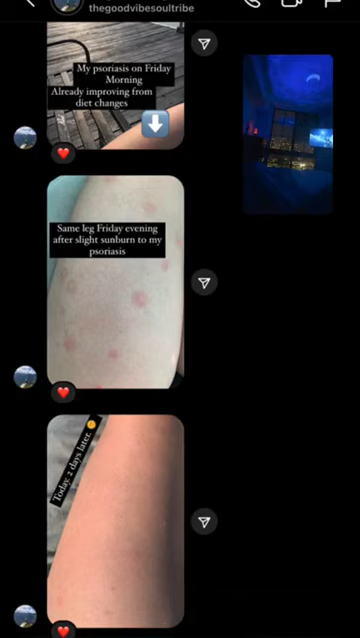 thegoodvibesoultribe
My psoriasis on Friday
Morning
Already improving from
diet changes
Same leg Friday evening
after slight sunburn to my
psoriasis
Today, 2 days later.